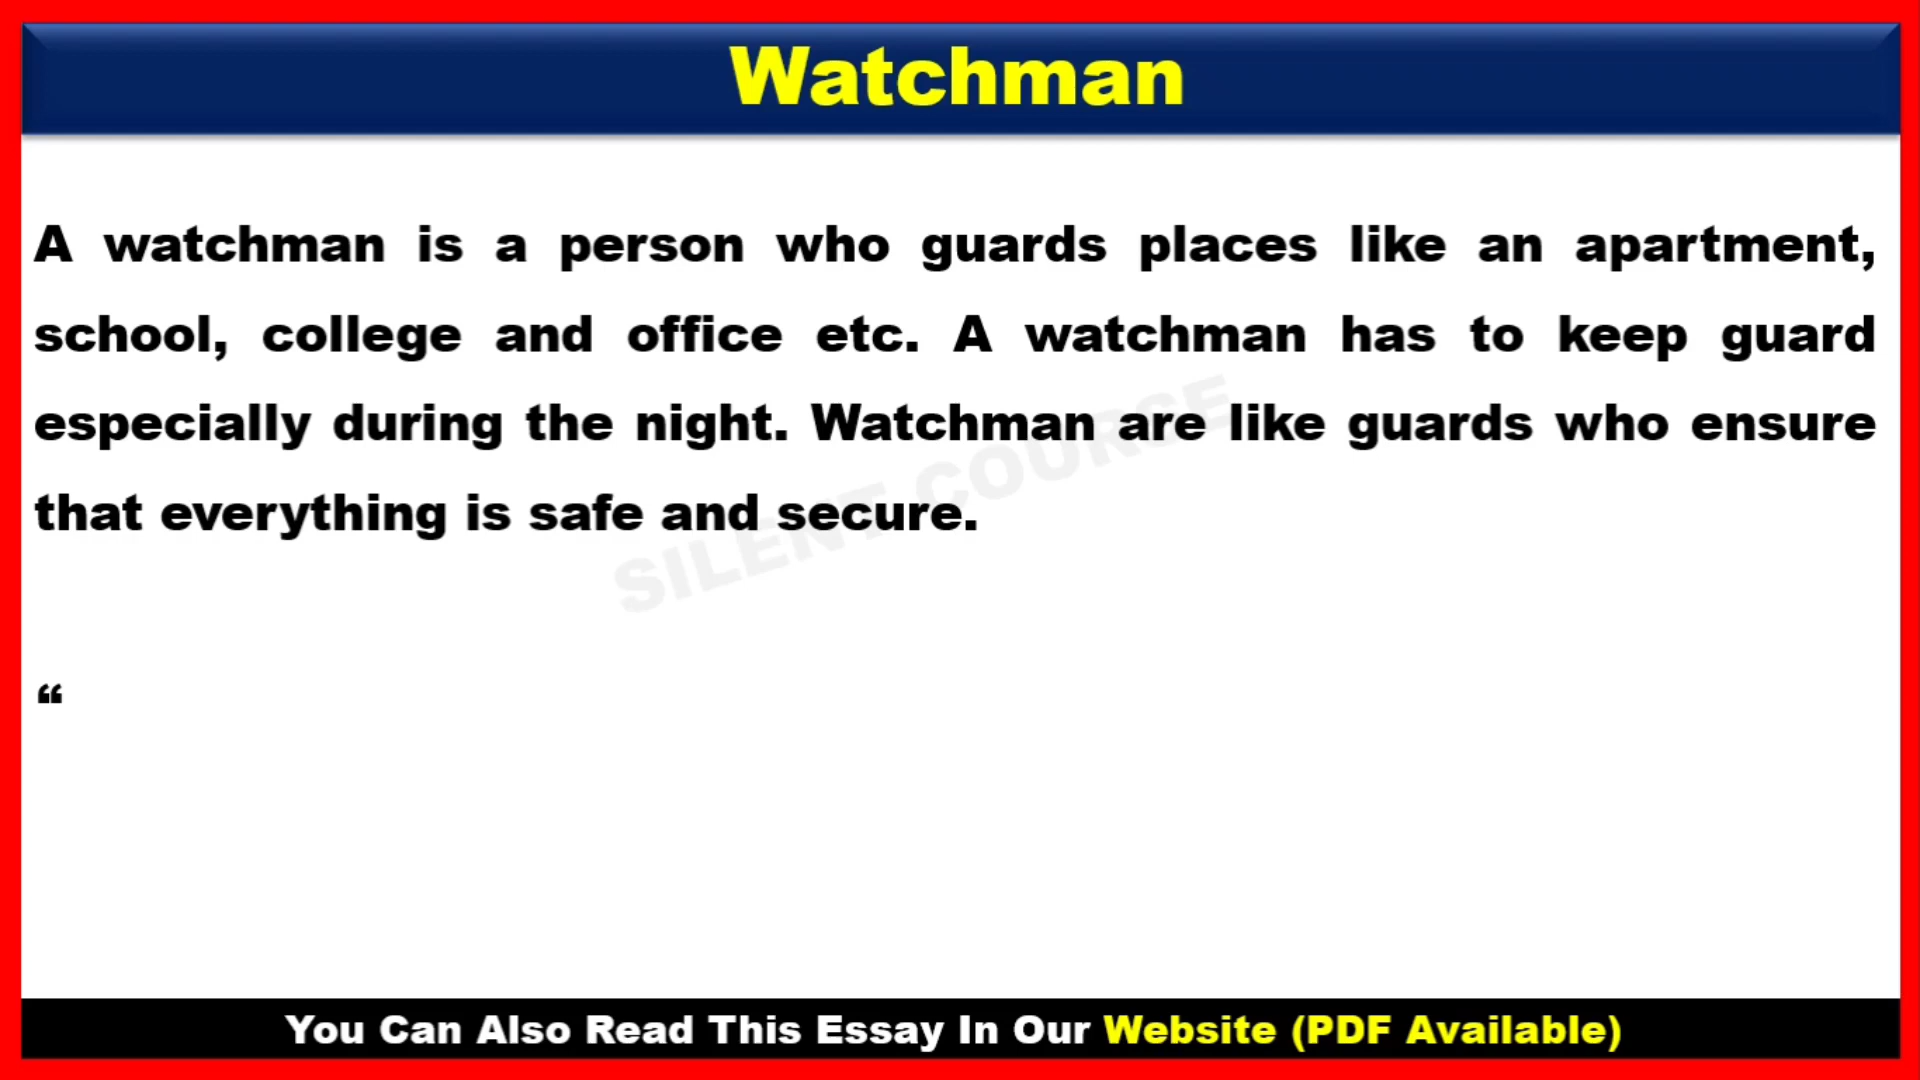 Watchman
A watchman is a person who guards places like an apartment,
school, college and office etc. A watchman has to keep guard
especially during the night. Watchman are like guards who ensure
that everything is safe and secure.
SILENT COURSE
“
You Can Also Read This Essay In Our Website (PDF Available)